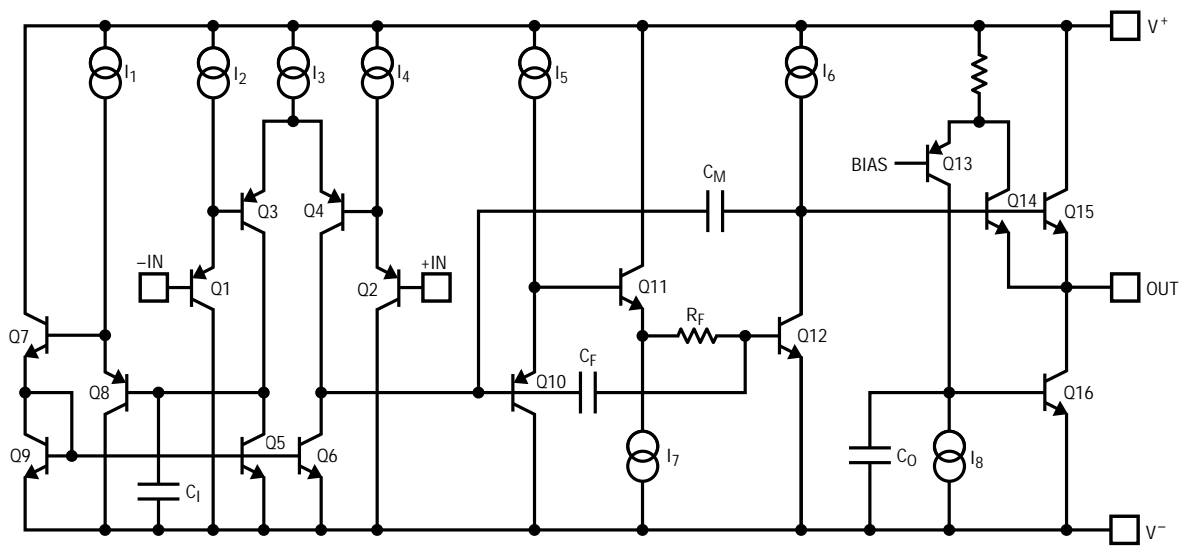 V+
I1
I2
I3
I4
I5
I6
Q13
BIAS
CM
Q3
Q4
Q14
Q15
–IN
+IN
Q1
Q2
Q11
OUT
RF
Q7
Q12
CF
Q8
Q10
Q16
Q9
Q5
Q6
I7
CO
I8
CI
V–